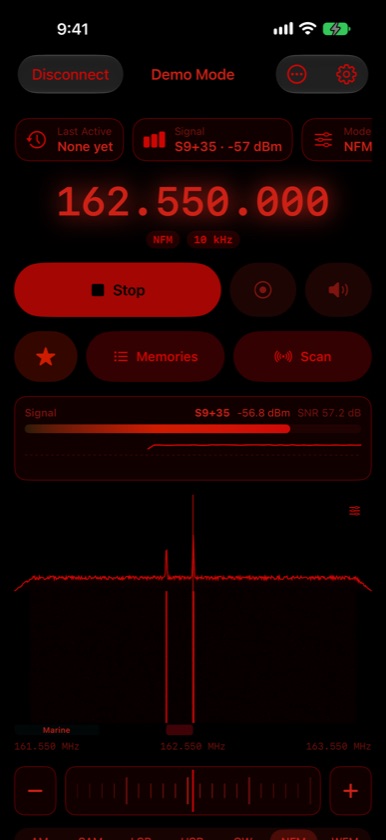 9:41
Disconnect
Demo Mode
Last Active
None yet
Signal
S9+35 · -57 dBm
Mode
NFM
162.550.000
NFM
10 kHz
Stop
Memories
Scan
Signal
S9+35 -56.8 dBm SNR 57.2 dB
Marine
161.550 MHz
162.550 MHz
163.550 MHz